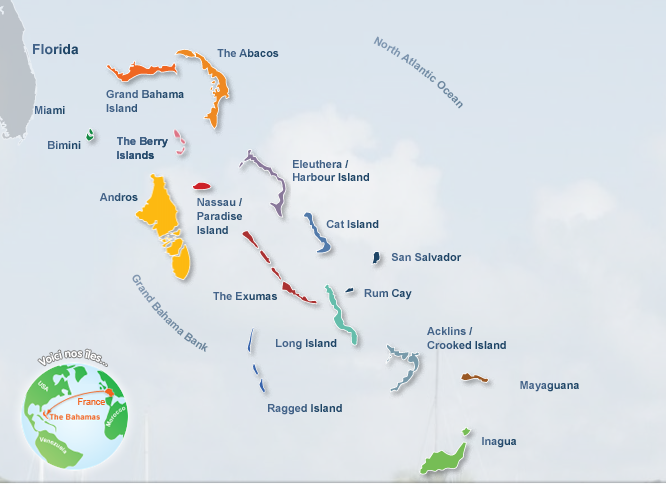 Florida
The Abacos
North Atlantic Ocean
Grand Bahama
Island
Miami
Bimini
The Berry
Islands
Eleuthera /
Harbour Island
Andros
Nassau /
Paradise
Island
Cat Island
San Salvador
Grand Bahama Bank
The Exumas
Rum Cay
Long Island
Acklins /
Crooked Island
Voici nos îles...
USA
France
The Bahamas
Morocco
Venezuela
Mayaguana
Ragged Island
Inagua